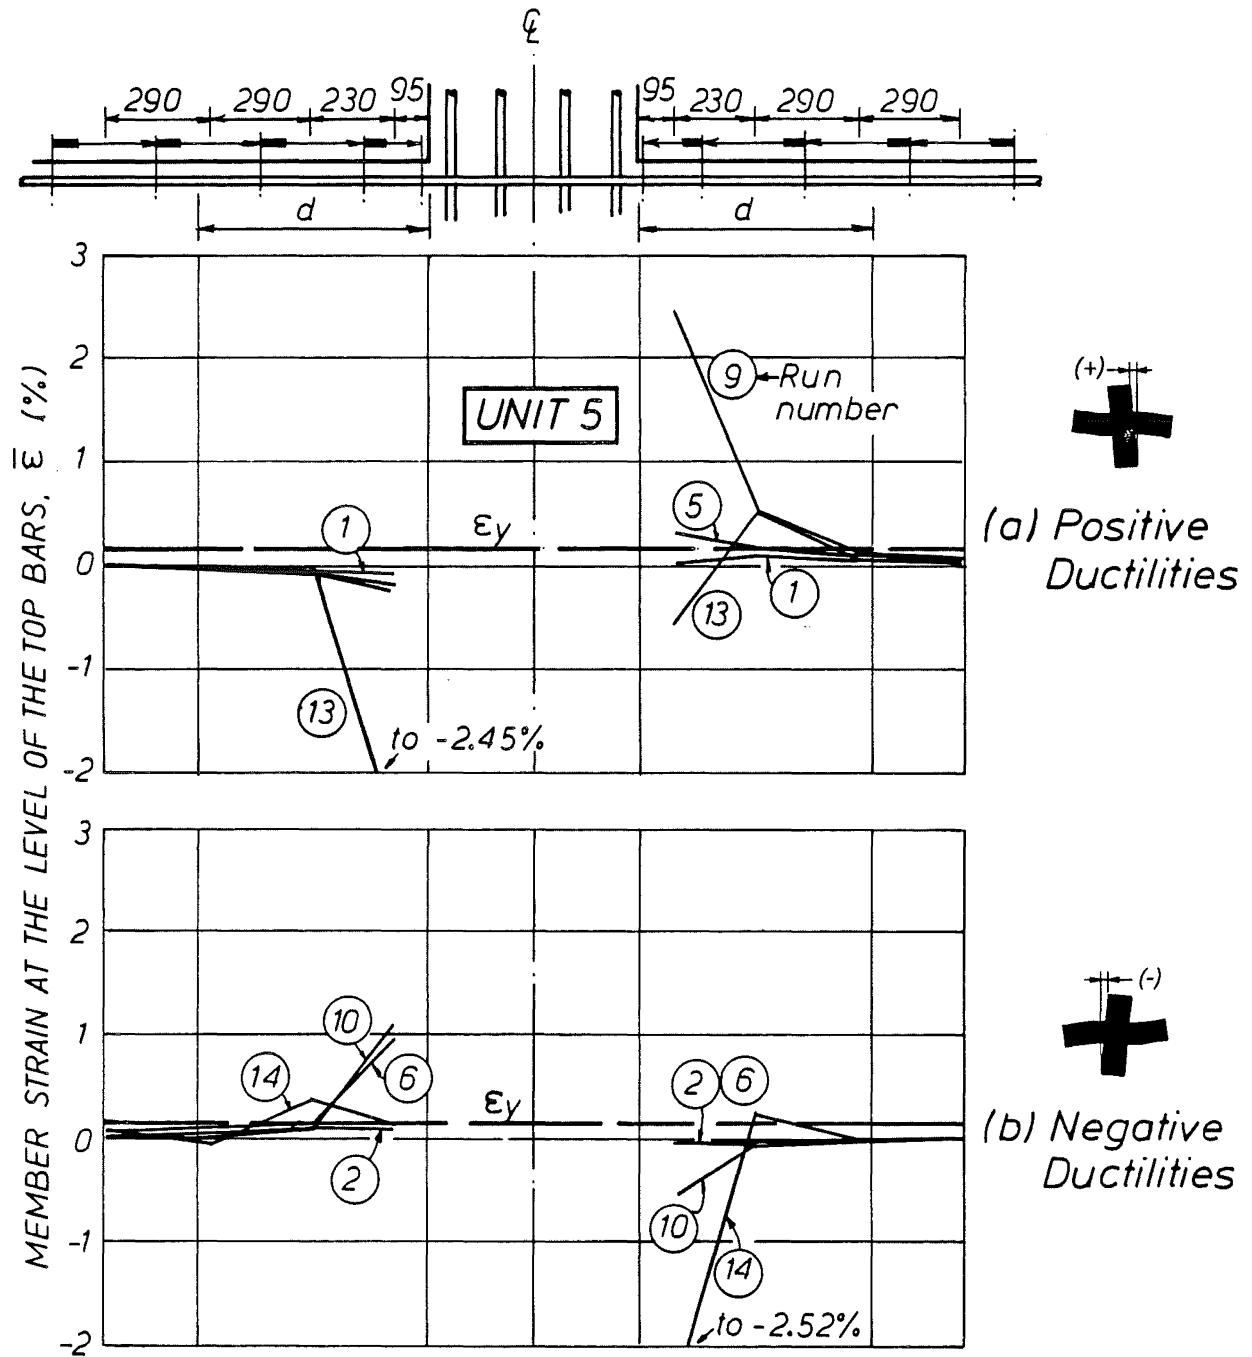 ℄
290 290 230 95 95 230 290 290
d d
MEMBER STRAIN AT THE LEVEL OF THE TOP BARS, ε̅ (%)
3
2
1
0
-1
-2
UNIT 5
9 Run
number
1
εy
5
1
13
13
to -2.45%
(+)
(a) Positive
Ductilities
3
2
1
0
-1
-2
10
14
6
εy
2 6
2
10
14
to -2.52%
(-)
(b) Negative
Ductilities